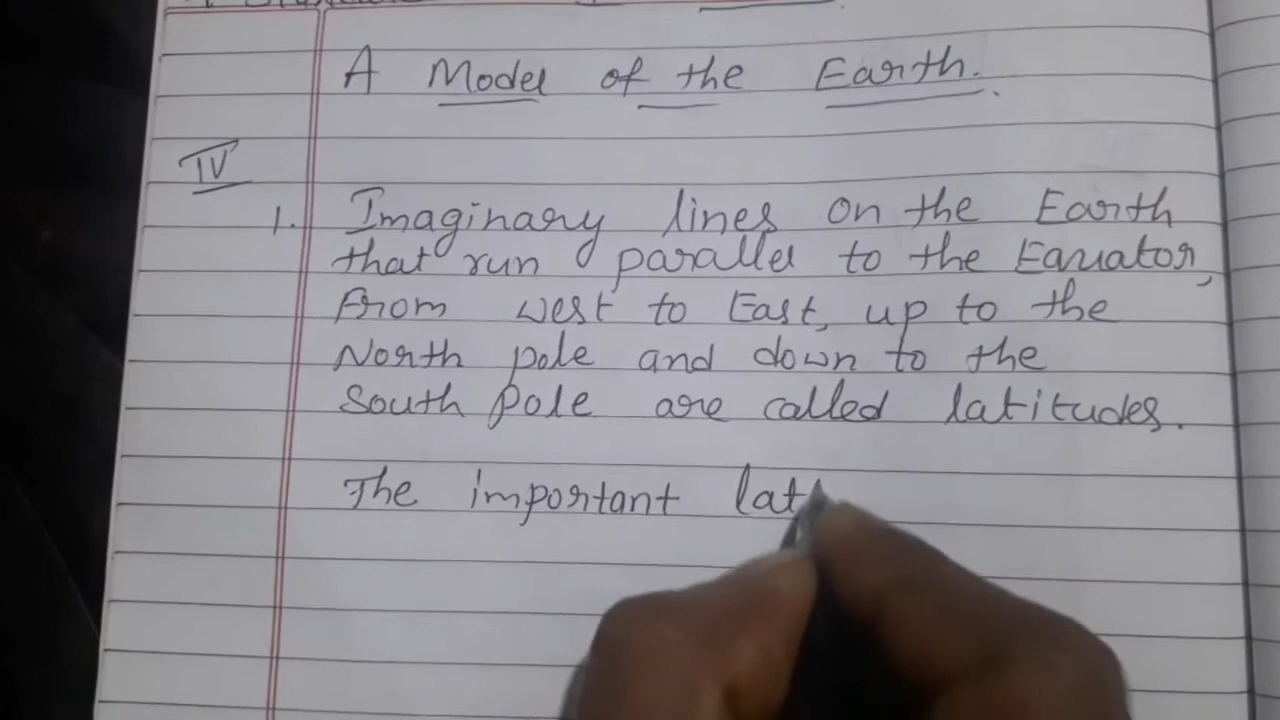 A Model of the Earth.
IV
1. Imaginary lines on the Earth
that run parallel to the Equator,
From west to East, up to the
North pole and down to the
South Pole are called latitudes.
The important lat